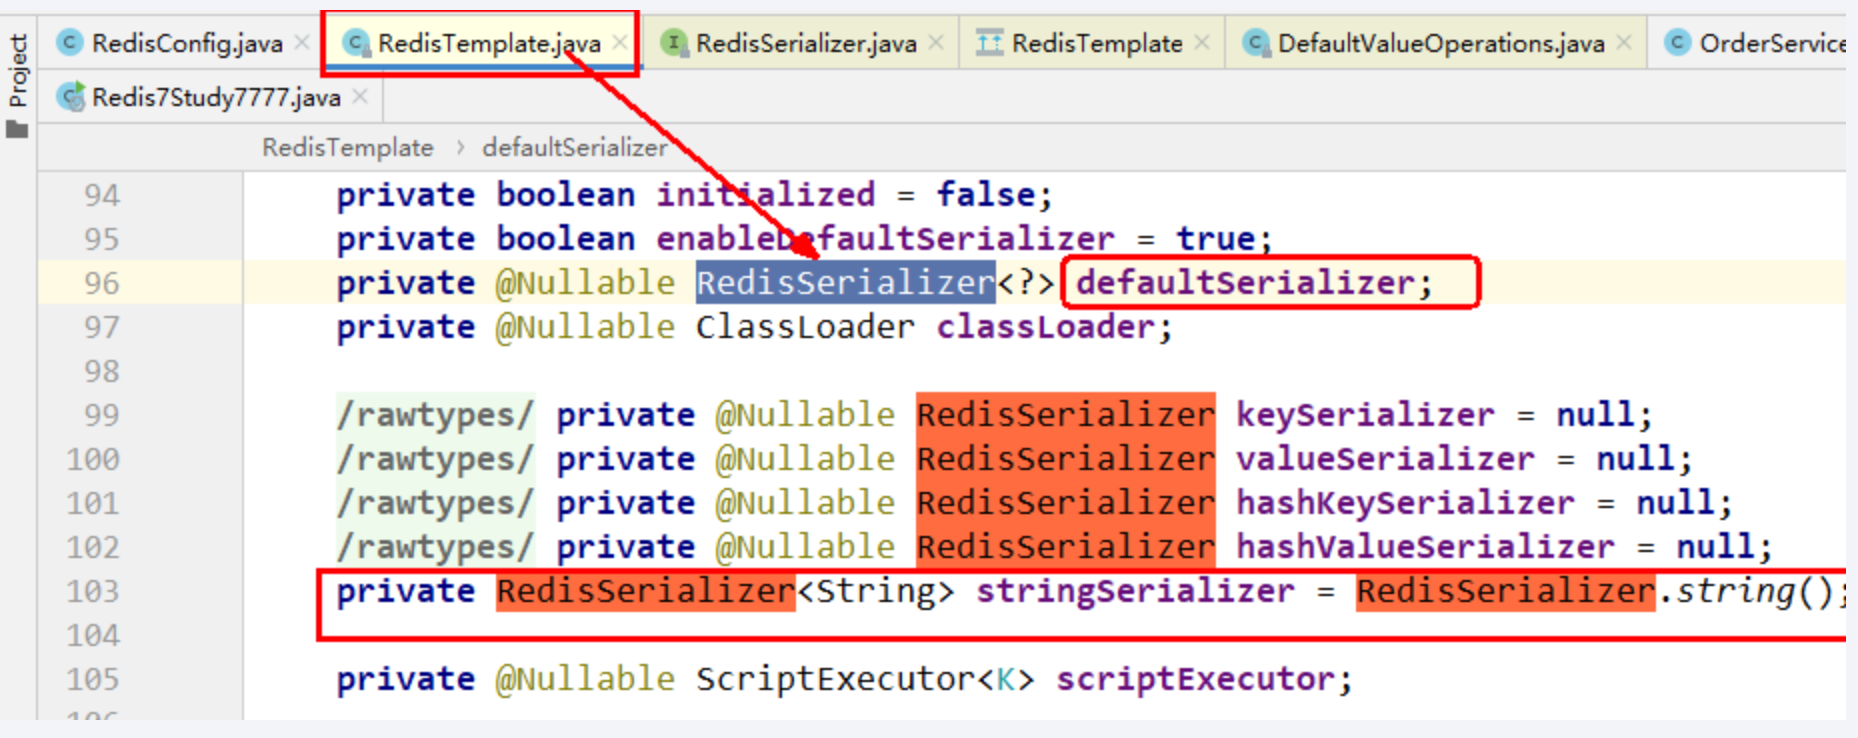 Project
RedisConfig.java RedisTemplate.java RedisSerializer.java RedisTemplate DefaultValueOperations.java OrderService
Redis7Study7777.java
RedisTemplate › defaultSerializer
94 private boolean initialized = false;
95 private boolean enableDefaultSerializer = true;
96 private @Nullable RedisSerializer<?> defaultSerializer;
97 private @Nullable ClassLoader classLoader;
98
99 /rawtypes/ private @Nullable RedisSerializer keySerializer = null;
100 /rawtypes/ private @Nullable RedisSerializer valueSerializer = null;
101 /rawtypes/ private @Nullable RedisSerializer hashKeySerializer = null;
102 /rawtypes/ private @Nullable RedisSerializer hashValueSerializer = null;
103 private RedisSerializer<String> stringSerializer = RedisSerializer.string();
104
105 private @Nullable ScriptExecutor<K> scriptExecutor;